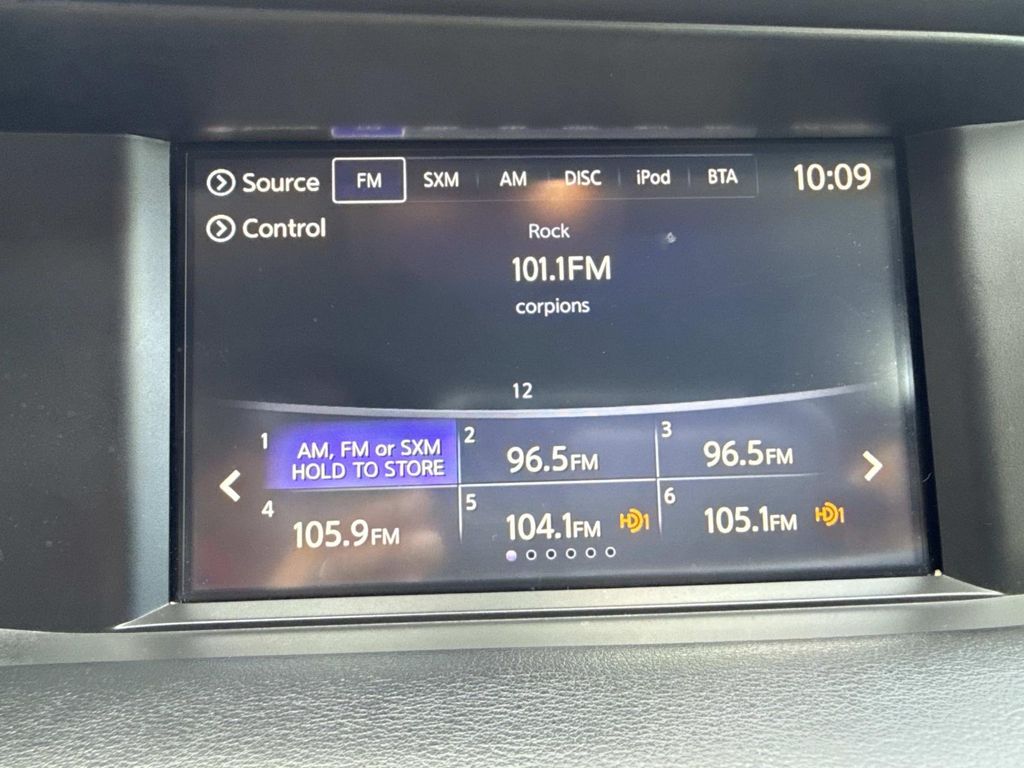 Source FM SXM AM DISC iPod BTA 10:09
Control
Rock
101.1FM
corpions
12
1 AM, FM or SXM
HOLD TO STORE
2 96.5FM
3 96.5FM
4 105.9FM
5 104.1FM HD1
6 105.1FM HD1